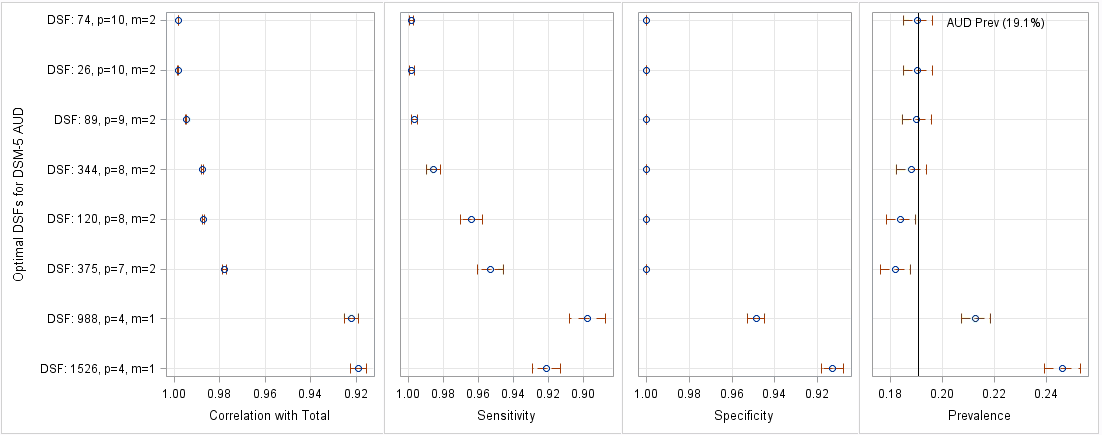 Optimal DSFs for DSM-5 AUD
DSF: 74, p=10, m=2
DSF: 26, p=10, m=2
DSF: 89, p=9, m=2
DSF: 344, p=8, m=2
DSF: 120, p=8, m=2
DSF: 375, p=7, m=2
DSF: 988, p=4, m=1
DSF: 1526, p=4, m=1
AUD Prev (19.1%)
1.00 0.98 0.96 0.94 0.92
Correlation with Total
1.00 0.98 0.96 0.94 0.92 0.90
Sensitivity
1.00 0.98 0.96 0.94 0.92
Specificity
0.18 0.20 0.22 0.24
Prevalence